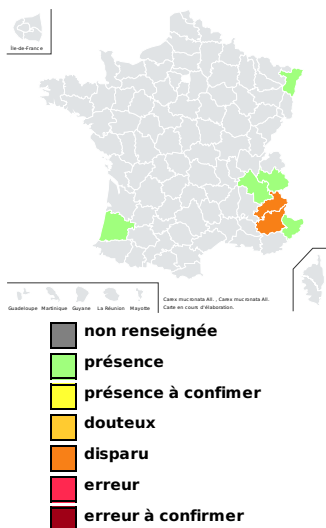 Île-de-France
Guadeloupe Martinique Guyane La Réunion Mayotte
Carex mucronata All. , Carex mucronata All.
Carte en cours d'élaboration.
non renseignée
présence
présence à confimer
douteux
disparu
erreur
erreur à confirmer